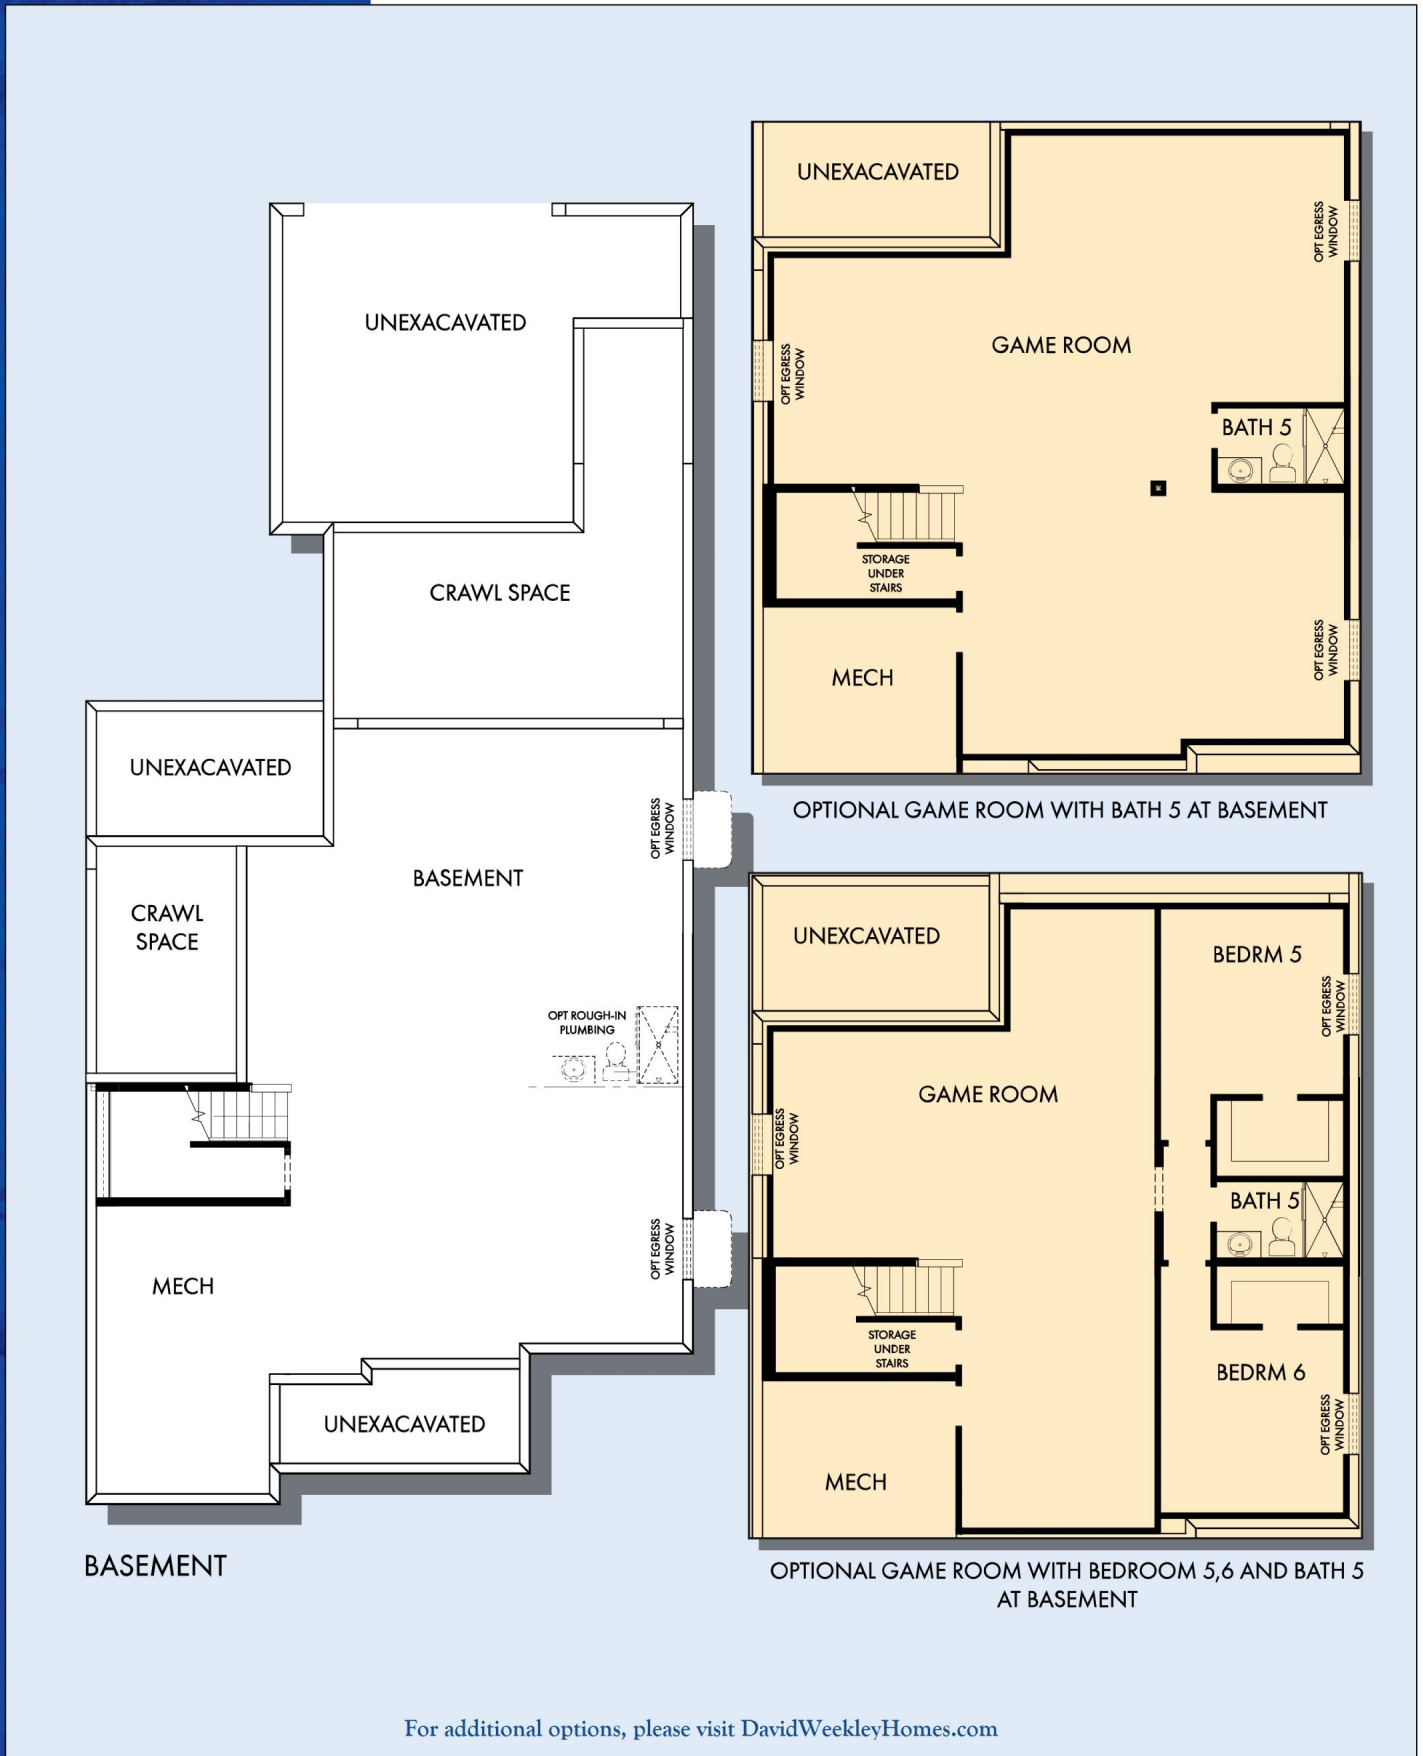 UNEXACAVATED
CRAWL SPACE
UNEXACAVATED
OPT EGRESS
WINDOW
BASEMENT
CRAWL
SPACE
OPT ROUGH-IN
PLUMBING
OPT EGRESS
WINDOW
MECH
UNEXACAVATED
BASEMENT
UNEXACAVATED
OPT EGRESS
WINDOW
GAME ROOM
OPT EGRESS
WINDOW
BATH 5
STORAGE
UNDER
STAIRS
OPT EGRESS
WINDOW
MECH
OPTIONAL GAME ROOM WITH BATH 5 AT BASEMENT
UNEXCAVATED
BEDRM 5
OPT EGRESS
WINDOW
GAME ROOM
OPT EGRESS
WINDOW
BATH 5
STORAGE
UNDER
STAIRS
BEDRM 6
OPT EGRESS
WINDOW
MECH
OPTIONAL GAME ROOM WITH BEDROOM 5,6 AND BATH 5
AT BASEMENT
For additional options, please visit DavidWeekleyHomes.com